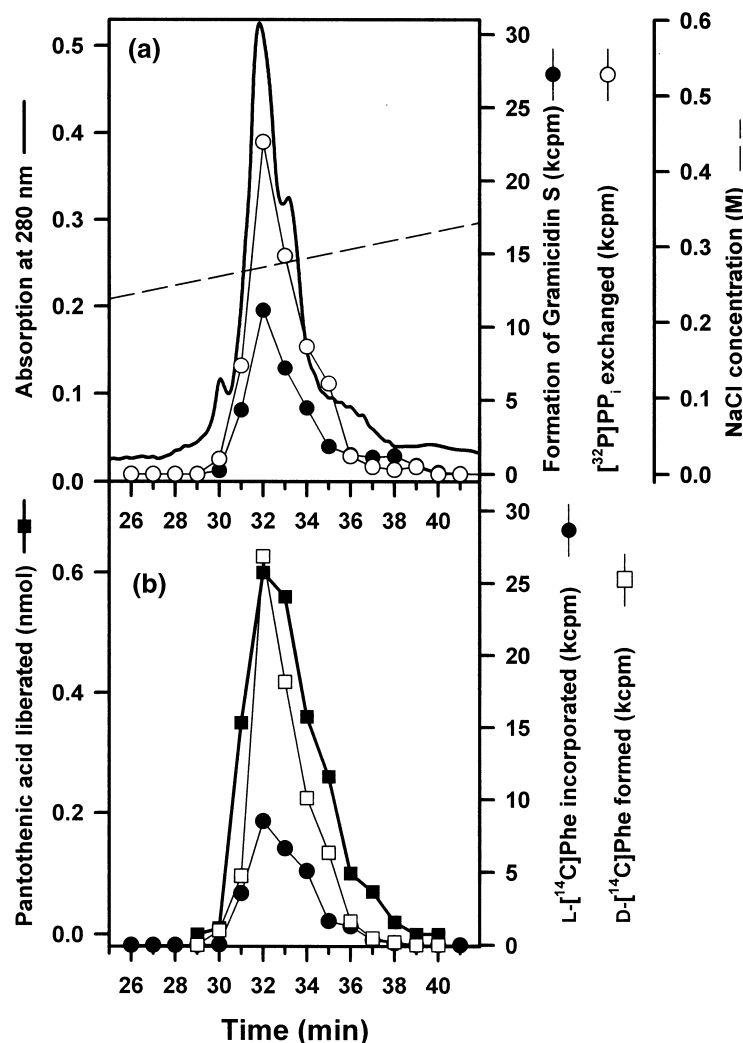 (a)
Absorption at 280 nm
0.5
0.4
0.3
0.2
0.1
0.0
30
25
20
15
10
5
0
Formation of Gramicidin S (kcpm)
[³²P]PPᵢ exchanged (kcpm)
0.6
0.5
0.4
0.3
0.2
0.1
0.0
NaCl concentration (M)
26 28 30 32 34 36 38 40
(b)
Pantothenic acid liberated (nmol)
0.6
0.4
0.2
0.0
30
25
20
15
10
5
0
L-[¹⁴C]Phe incorporated (kcpm)
D-[¹⁴C]Phe formed (kcpm)
26 28 30 32 34 36 38 40
Time (min)